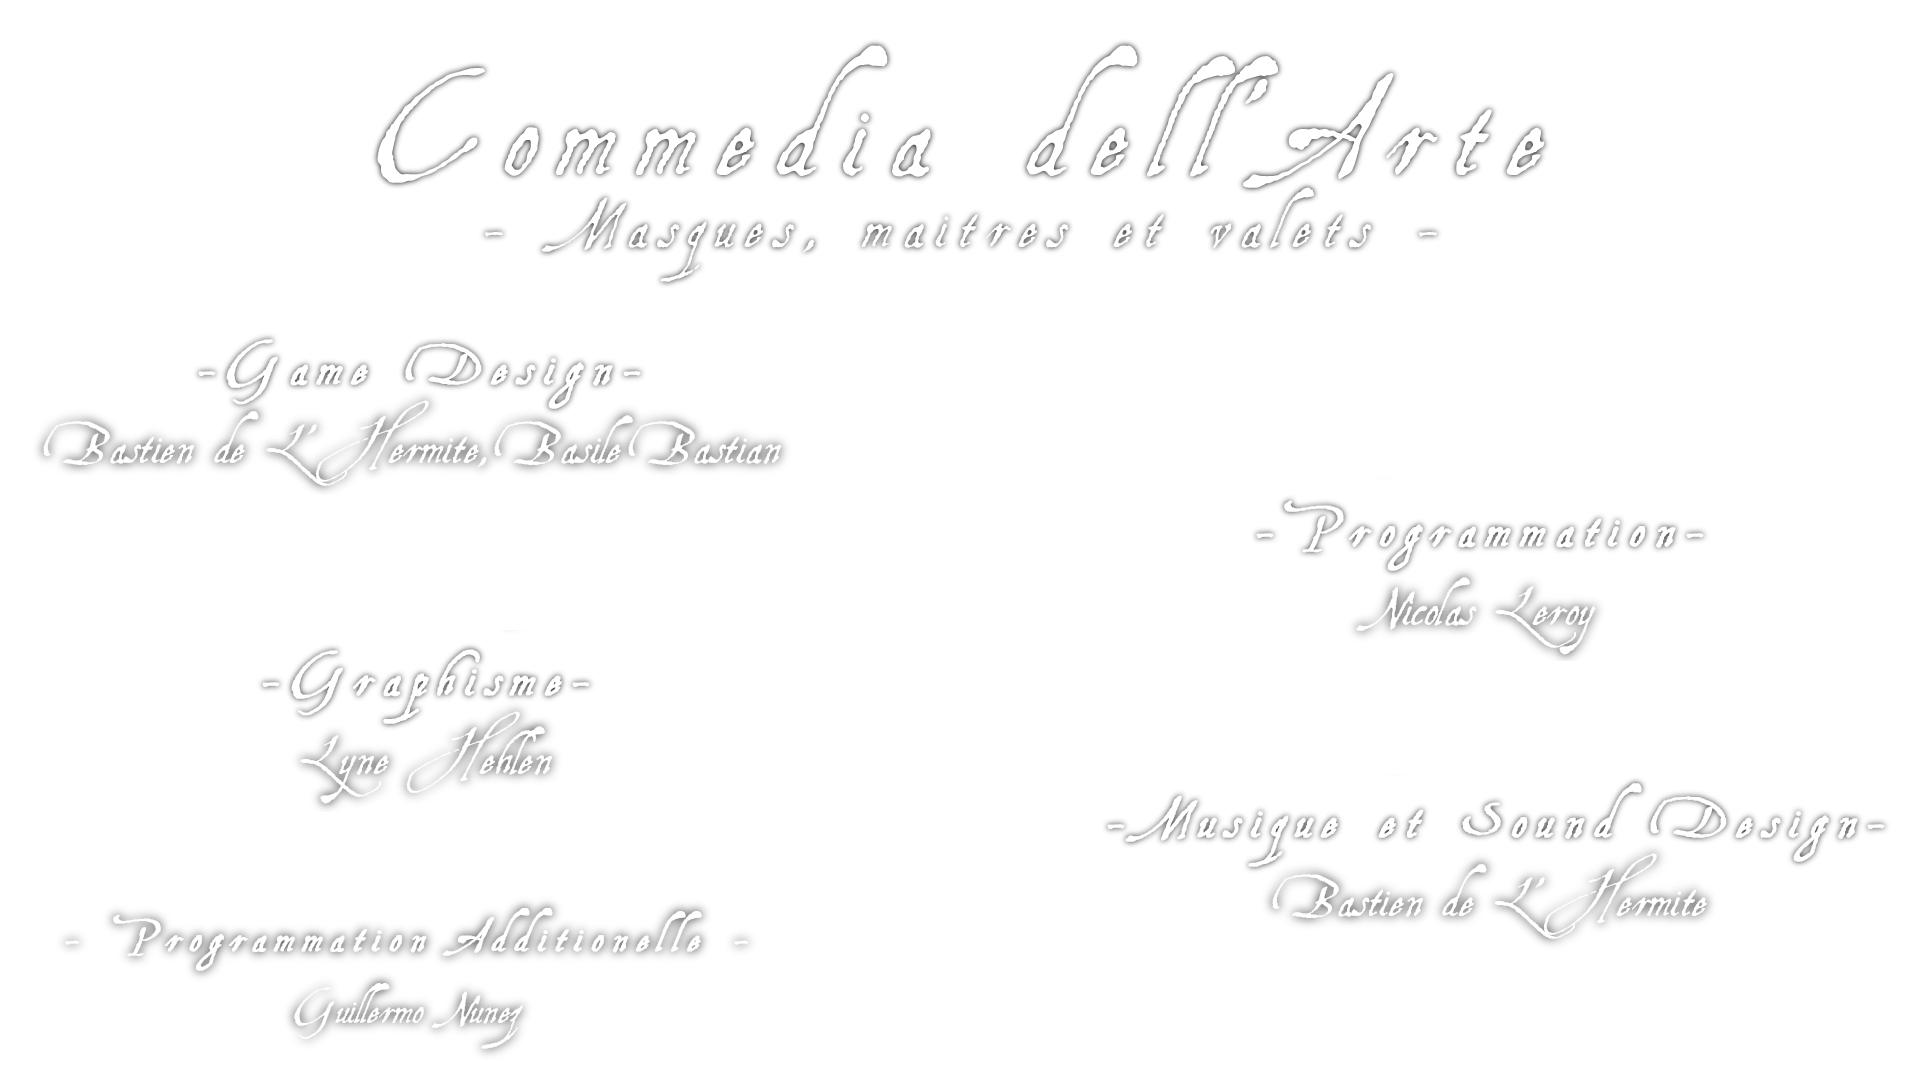 Commedia dell'Arte
- Masques, maitres et valets -
-Game Design-
Bastien de L'Hermite, Basile Bastian
-Programmation-
Nicolas Leroy
-Graphisme-
Lyne Hehlen
-Musique et Sound Design-
Bastien de L'Hermite
- Programmation Additionelle -
Guillermo Nunez